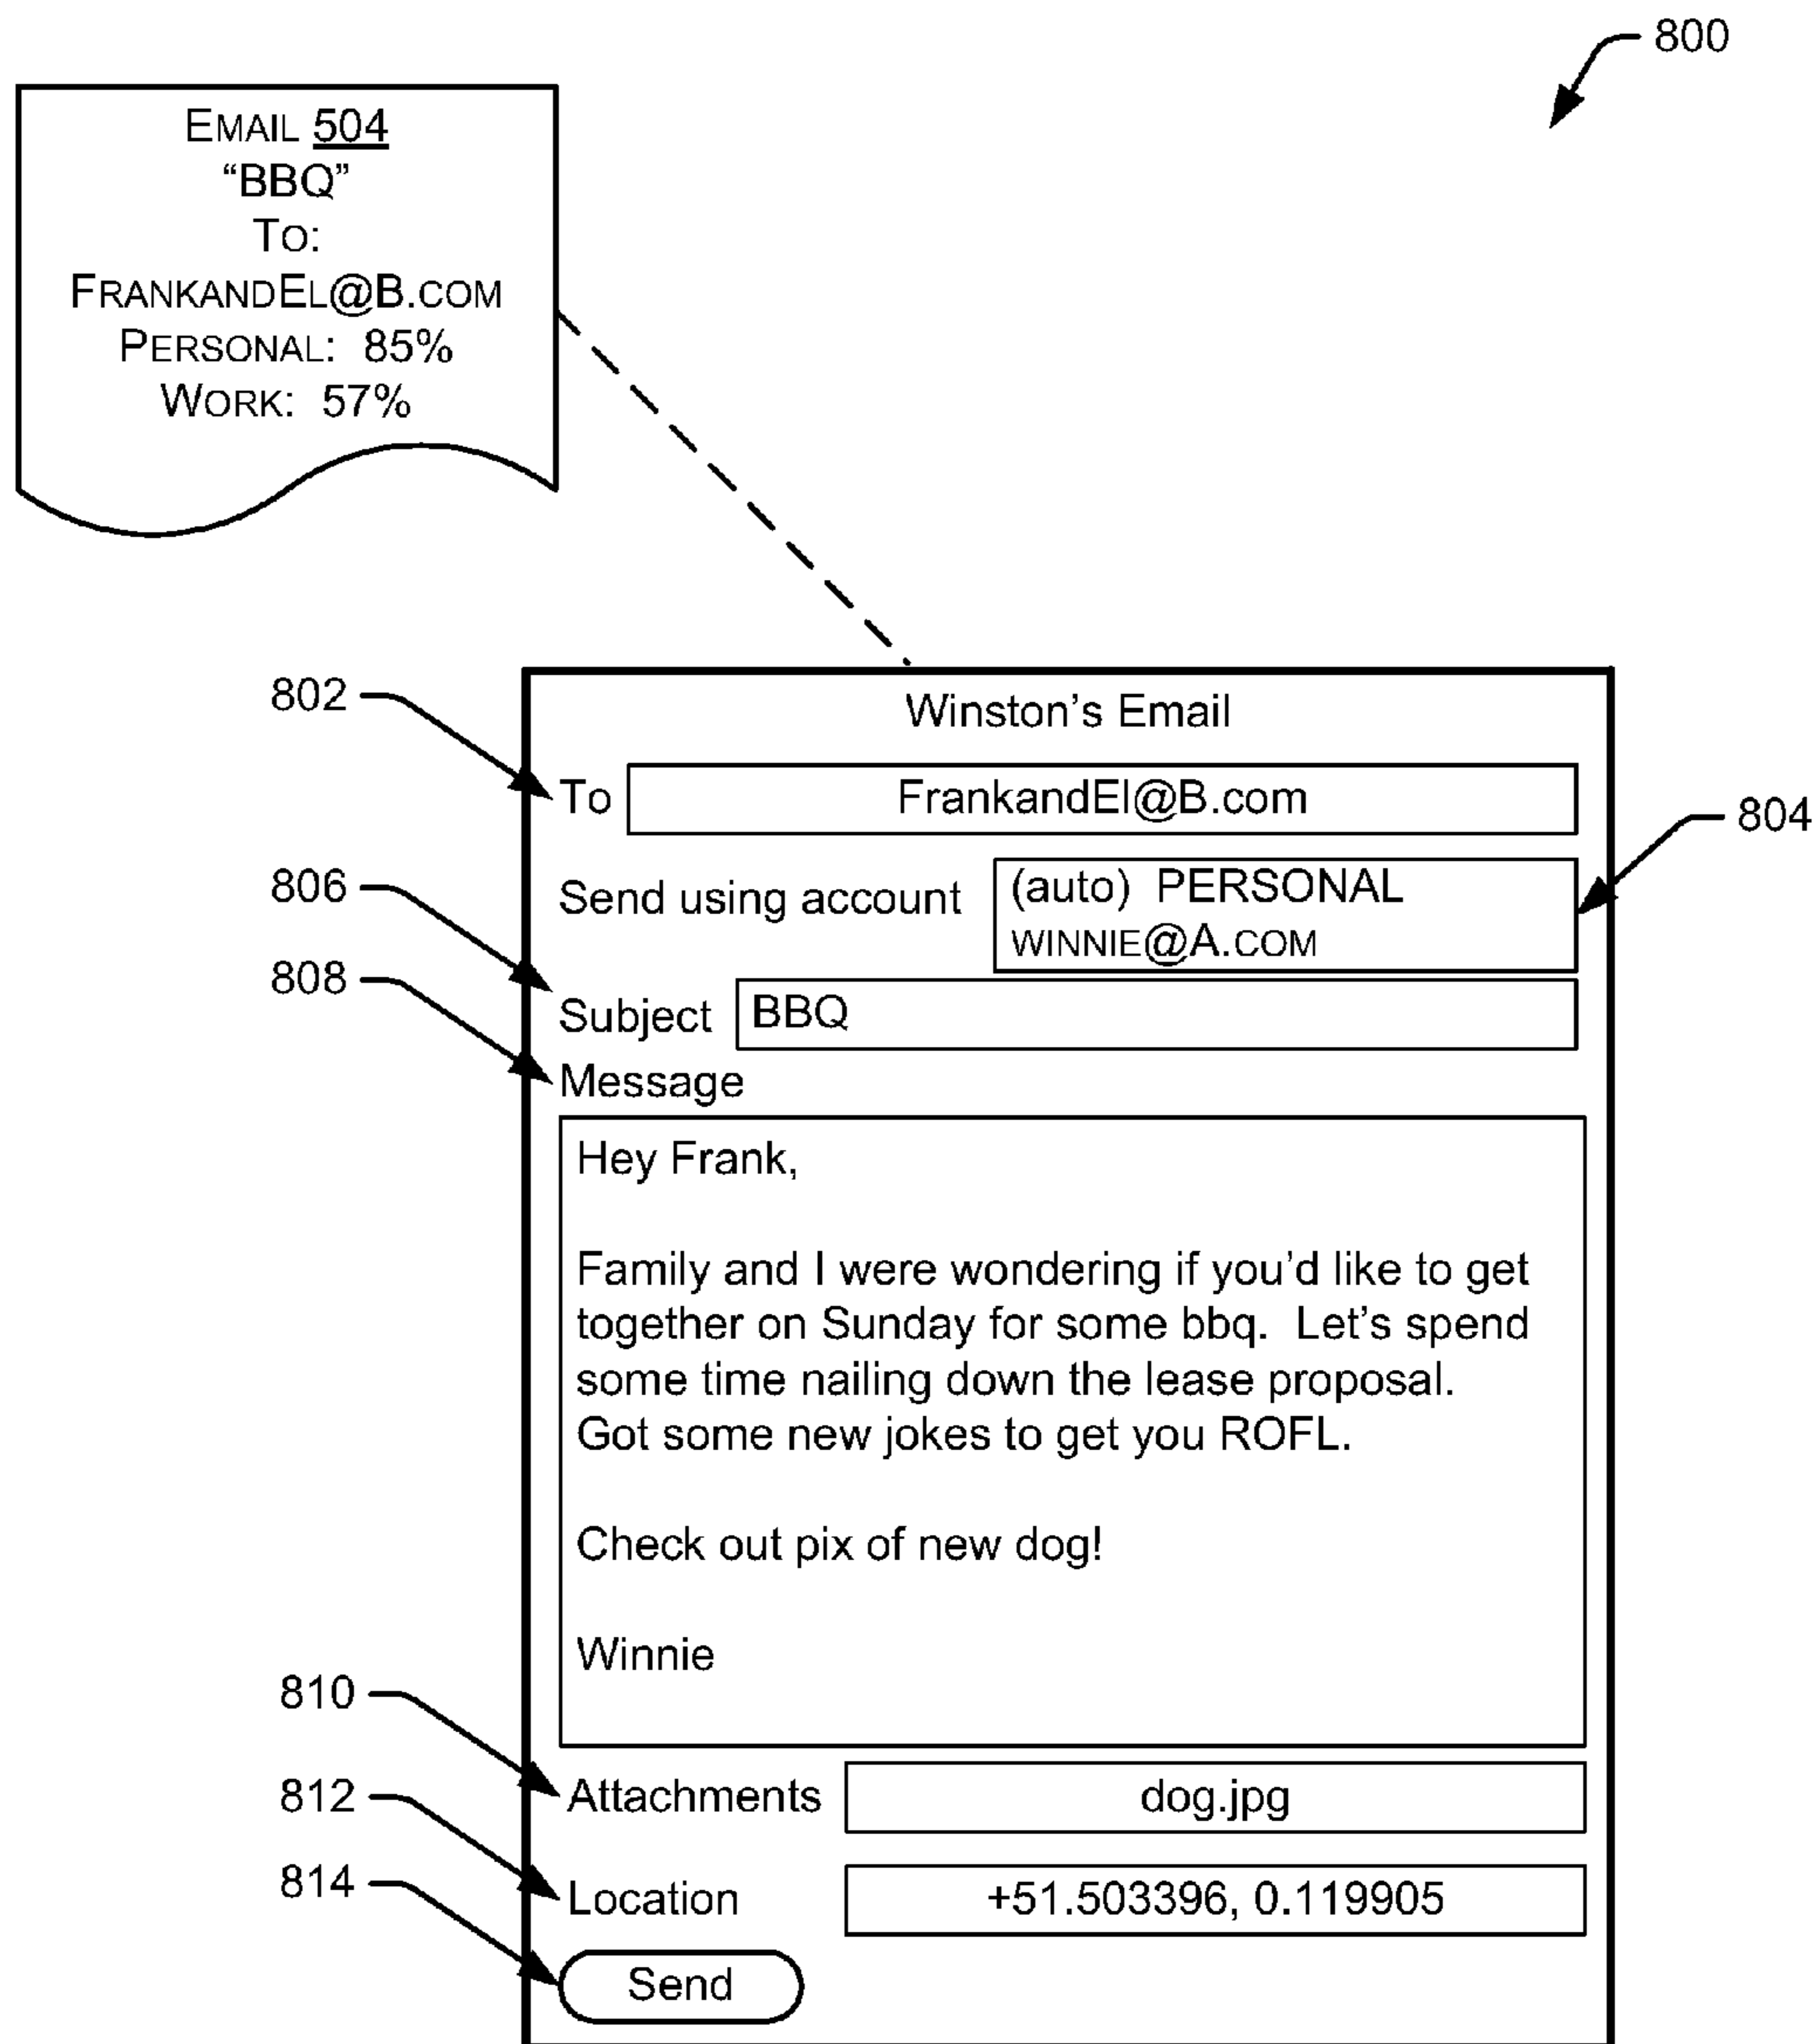 800
EMAIL 504
“BBQ”
TO:
FRANKANDEL@B.COM
PERSONAL: 85%
WORK: 57%
Winston’s Email
802
To FrankandEl@B.com
804
Send using account (auto) PERSONAL
WINNIE@A.COM
806
Subject BBQ
808
Message
Hey Frank,
Family and I were wondering if you’d like to get
together on Sunday for some bbq. Let’s spend
some time nailing down the lease proposal.
Got some new jokes to get you ROFL.
Check out pix of new dog!
Winnie
810
Attachments dog.jpg
812
Location +51.503396, 0.119905
814
Send